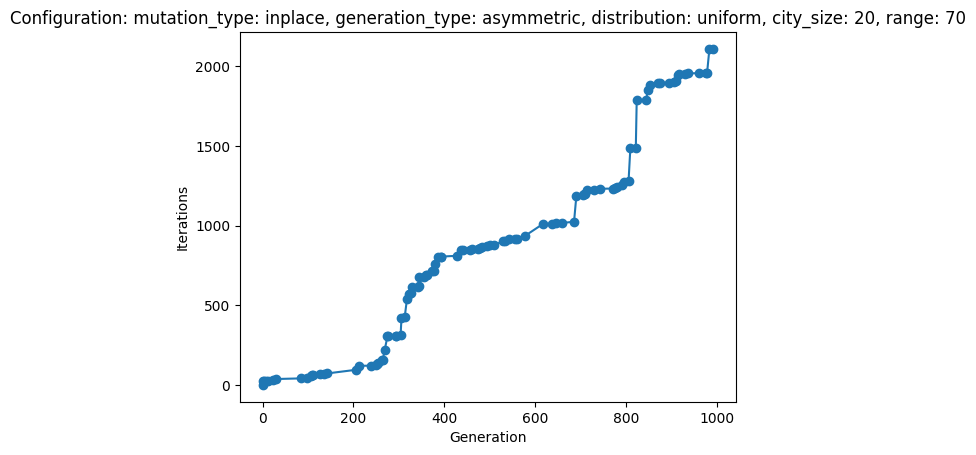 Configuration: mutation_type: inplace, generation_type: asymmetric, distribution: uniform, city_size: 20, range: 70
2000
1500
1000
500
0
Iterations
0 200 400 600 800 1000
Generation